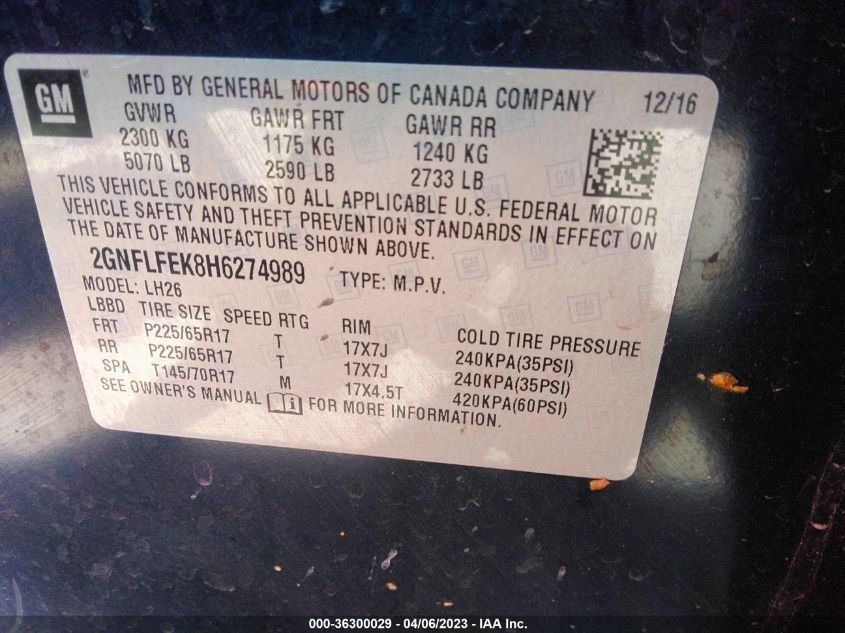 GM ®
MFD BY GENERAL MOTORS OF CANADA COMPANY 12/16
GVWR GAWR FRT GAWR RR
2300 KG 1175 KG 1240 KG
5070 LB 2590 LB 2733 LB
THIS VEHICLE CONFORMS TO ALL APPLICABLE U.S. FEDERAL MOTOR
VEHICLE SAFETY AND THEFT PREVENTION STANDARDS IN EFFECT ON
THE DATE OF MANUFACTURE SHOWN ABOVE.
2GNFLFEK8H6274989 TYPE: M.P.V.
MODEL: LH26
LBBD TIRE SIZE SPEED RTG RIM COLD TIRE PRESSURE
FRT P225/65R17 T 17X7J 240KPA(35PSI)
RR P225/65R17 T 17X7J 240KPA(35PSI)
SPA T145/70R17 M 17X4.5T 420KPA(60PSI)
SEE OWNER'S MANUAL i FOR MORE INFORMATION.
000-36300029 - 04/06/2023 - IAA Inc.